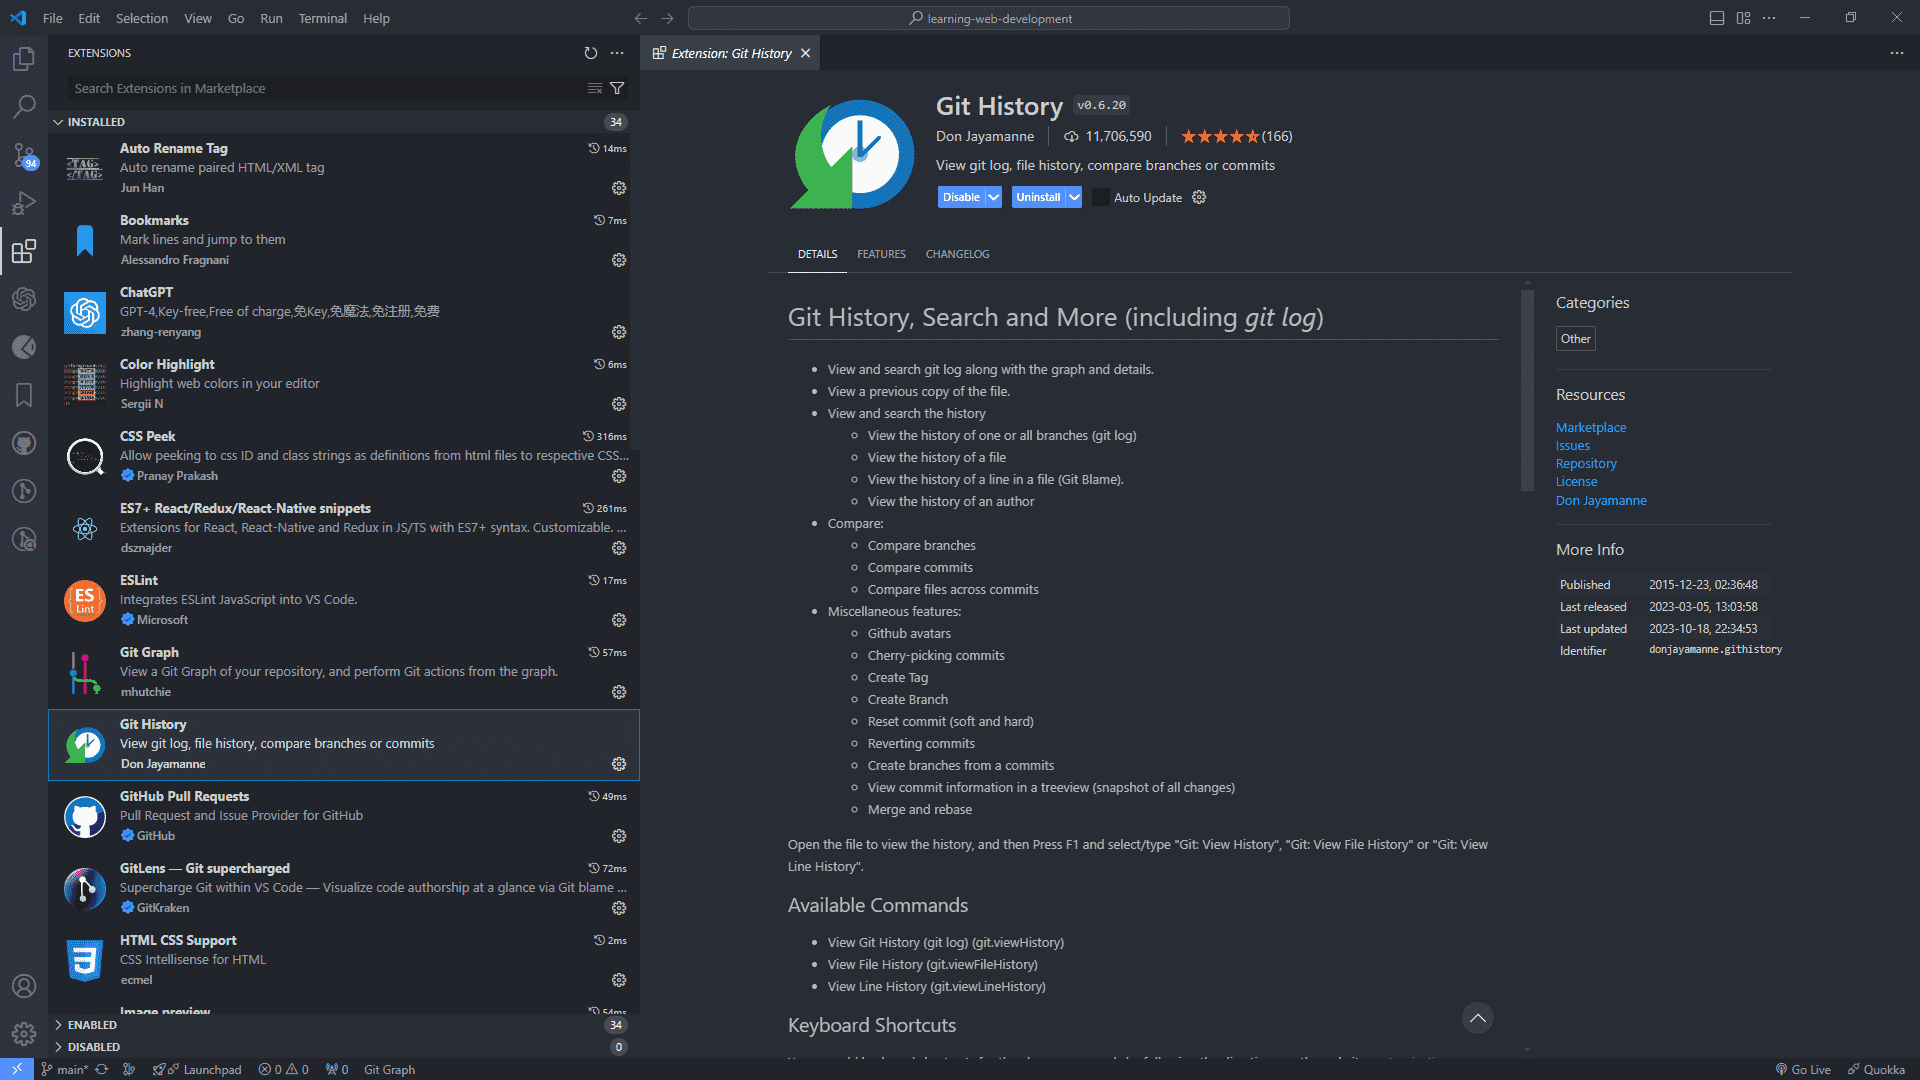 File Edit Selection View Go Run Terminal Help
learning-web-development
EXTENSIONS
Search Extensions in Marketplace
INSTALLED 34
Auto Rename Tag 14ms
Auto rename paired HTML/XML tag
Jun Han
Bookmarks 7ms
Mark lines and jump to them
Alessandro Fragnani
ChatGPT
GPT-4,Key-free,Free of charge,免Key,免魔法,免注册,免费
zhang-renyang
Color Highlight 6ms
Highlight web colors in your editor
Sergii N
CSS Peek 316ms
Allow peeking to css ID and class strings as definitions from html files to respective CSS...
Pranay Prakash
ES7+ React/Redux/React-Native snippets 261ms
Extensions for React, React-Native and Redux in JS/TS with ES7+ syntax. Customizable. ...
dsznajder
ESLint 17ms
Integrates ESLint JavaScript into VS Code.
Microsoft
Git Graph 57ms
View a Git Graph of your repository, and perform Git actions from the graph.
mhutchie
Git History
View git log, file history, compare branches or commits
Don Jayamanne
GitHub Pull Requests 49ms
Pull Request and Issue Provider for GitHub
GitHub
GitLens — Git supercharged 72ms
Supercharge Git within VS Code — Visualize code authorship at a glance via Git blame ...
GitKraken
HTML CSS Support 2ms
CSS Intellisense for HTML
ecmel
Image preview 54ms
ENABLED 34
DISABLED 0
94
<TAG>
</TAG>
ES
Lint
Extension: Git History
Git History v0.6.20
Don Jayamanne 11,706,590 (166)
View git log, file history, compare branches or commits
Disable Uninstall Auto Update
DETAILS FEATURES CHANGELOG
Git History, Search and More (including git log)
• View and search git log along with the graph and details.
• View a previous copy of the file.
• View and search the history
◦ View the history of one or all branches (git log)
◦ View the history of a file
◦ View the history of a line in a file (Git Blame).
◦ View the history of an author
• Compare:
◦ Compare branches
◦ Compare commits
◦ Compare files across commits
• Miscellaneous features:
◦ Github avatars
◦ Cherry-picking commits
◦ Create Tag
◦ Create Branch
◦ Reset commit (soft and hard)
◦ Reverting commits
◦ Create branches from a commits
◦ View commit information in a treeview (snapshot of all changes)
◦ Merge and rebase
Open the file to view the history, and then Press F1 and select/type "Git: View History", "Git: View File History" or "Git: View
Line History".
Available Commands
• View Git History (git log) (git.viewHistory)
• View File History (git.viewFileHistory)
• View Line History (git.viewLineHistory)
Keyboard Shortcuts
Categories
Other
Resources
Marketplace
Issues
Repository
License
Don Jayamanne
More Info
Published 2015-12-23, 02:36:48
Last released 2023-03-05, 13:03:58
Last updated 2023-10-18, 22:34:53
Identifier donjayamanne.githistory
main* Launchpad 0 0 0 Git Graph Go Live Quokka